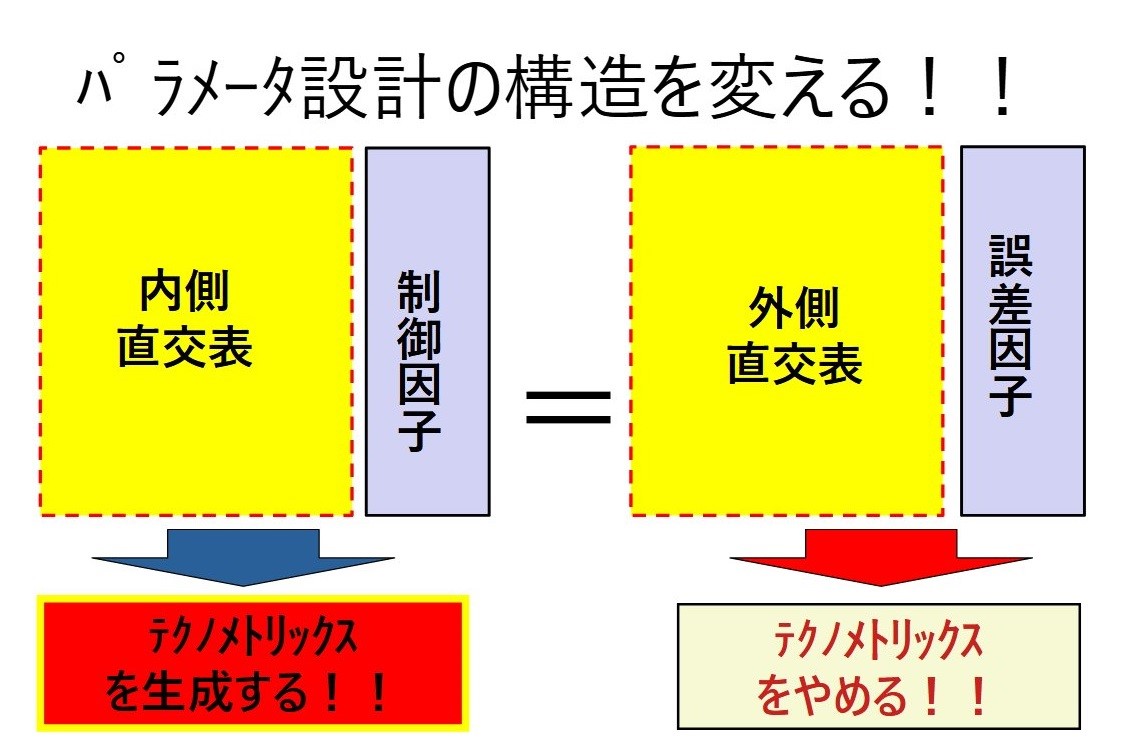 ﾊﾟﾗﾒｰﾀ設計の構造を変える！！
内側
直交表
制御因子
＝
外側
直交表
誤差因子
ﾃｸﾉﾒﾄﾘｯｸｽ
を生成する！！
ﾃｸﾉﾒﾄﾘｯｸｽ
をやめる！！